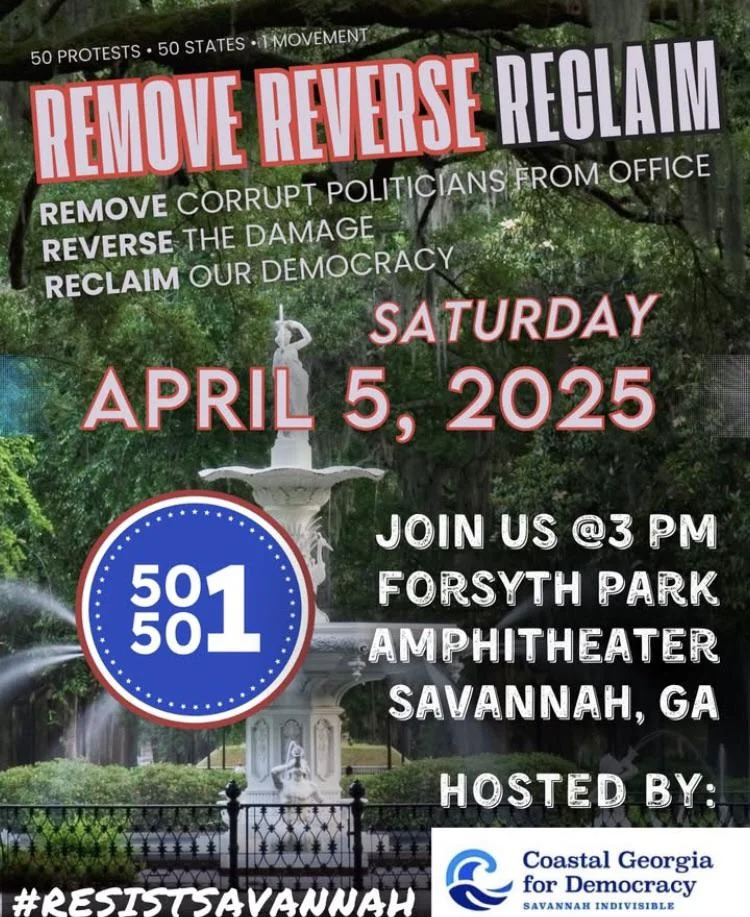 50 PROTESTS • 50 STATES • 1 MOVEMENT
REMOVE REVERSE RECLAIM
REMOVE CORRUPT POLITICIANS FROM OFFICE
REVERSE THE DAMAGE
RECLAIM OUR DEMOCRACY
SATURDAY
APRIL 5, 2025
50
501
JOIN US @3 PM
FORSYTH PARK
AMPHITHEATER
SAVANNAH, GA
HOSTED BY:
Coastal Georgia
for Democracy
SAVANNAH INDIVISIBLE
#RESISTSAVANNAH